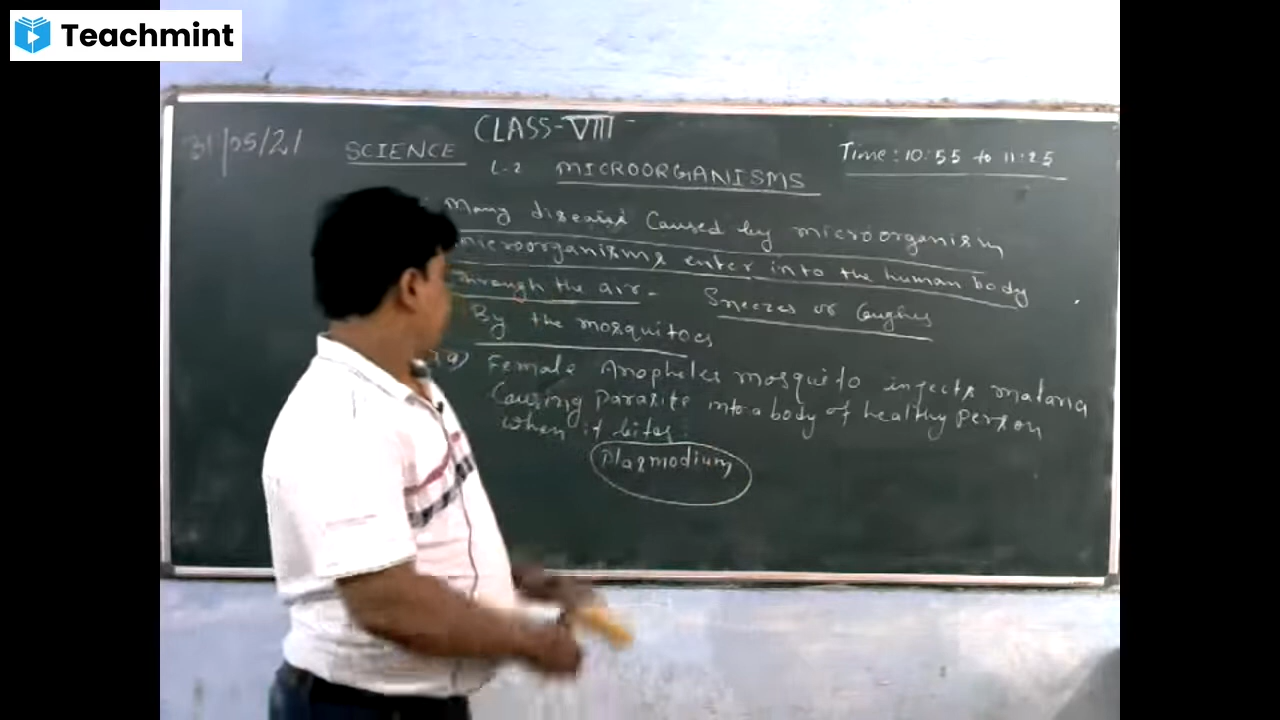 Teachmint
31/05/21
CLASS-VIII
SCIENCE
Time: 10:55 to 11:25
L-2 MICROORGANISMS
Many diseases Caused by microorganism
microorganisms enter into the human body
through the air- Sneezes or Coughes
By the mosquitoes
a) Female Anopheles mosquito injects malaria
Causing parasite into a body of healthy person
when it bites.
Plasmodium